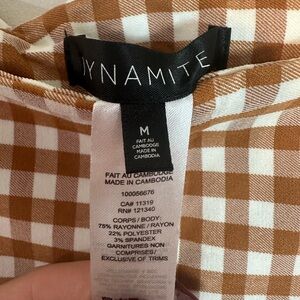 DYNAMITE
M
FAIT AU
CAMBODGE
MADE IN
CAMBODIA
FAIT AU CAMBODGE
MADE IN CAMBODIA
100056676
CA# 11319
RN# 121340
CORPS / BODY:
75% RAYONNE / RAYON
22% POLYESTER
3% SPANDEX
GARNITURES NON
COMPRISES/
EXCLUSIVE OF TRIMS